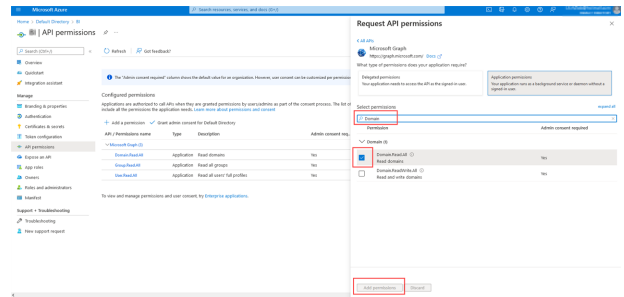 Microsoft Azure
Search resources, services, and docs (G+/)
Home > Default Directory > BI
BI | API permissions
Search (Ctrl+/)
Refresh
Got feedback?
Overview
Quickstart
Integration assistant
Manage
Branding & properties
Authentication
Certificates & secrets
Token configuration
API permissions
Expose an API
App roles
Owners
Roles and administrators
Manifest
Support + Troubleshooting
Troubleshooting
New support request
The "Admin consent required" column shows the default value for an organization. However, user consent can be customized per permission
Configured permissions
Applications are authorized to call APIs when they are granted permissions by users/admins as part of the consent process. The list of
include all the permissions the application needs. Learn more about permissions and consent
Add a permission
Grant admin consent for Default Directory
API / Permissions name
Type
Description
Admin consent req...
Microsoft Graph (3)
Domain.Read.All
Application
Read domains
Yes
Group.Read.All
Application
Read all groups
Yes
User.Read.All
Application
Read all users' full profiles
Yes
To view and manage permissions and user consent, try Enterprise applications.
Request API permissions
All APIs
Microsoft Graph
https://graph.microsoft.com/ Docs
What type of permissions does your application require?
Delegated permissions
Your application needs to access the API as the signed-in user.
Application permissions
Your application runs as a background service or daemon without a
signed-in user.
Select permissions
expand all
Domain
Permission
Admin consent required
Domain (1)
Domain.Read.All
Read domains
Yes
Domain.ReadWrite.All
Read and write domains
Yes
Add permissions
Discard